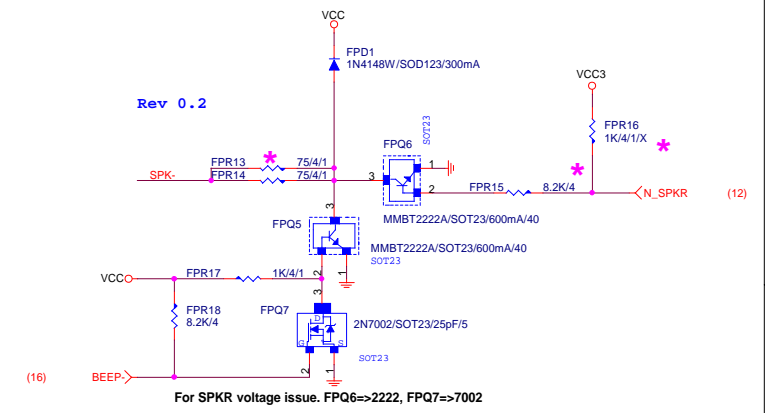 VCC
FPD1
1N4148W/SOD123/300mA
Rev 0.2
VCC3
FPR16
1K/4/1/X
*
*
*
SOT23
FPQ6
FPR13
75/4/1
SPK-
FPR14
75/4/1
3
1
2
FPR15
8.2K/4
N_SPKR
(12)
MMBT2222A/SOT23/600mA/40
3
FPQ5
MMBT2222A/SOT23/600mA/40
SOT23
2
1
VCC
FPR17
1K/4/1
3
FPR18
8.2K/4
FPQ7
D
G
S
2N7002/SOT23/25pF/5
SOT23
2
1
(16)
BEEP-
For SPKR voltage issue. FPQ6=>2222, FPQ7=>7002